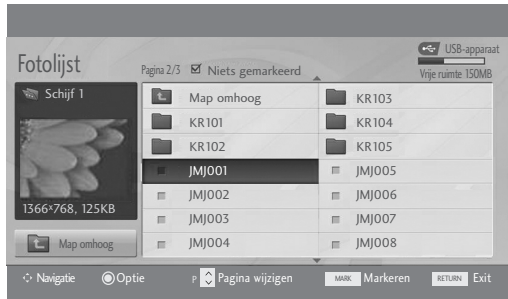 USB-apparaat
Fotolijst
Pagina 2/3 Niets gemarkeerd
Vrije ruimte 150MB
Schijf 1
1366×768, 125KB
Map omhoog
Map omhoog
KR101
KR102
JMJ001
JMJ002
JMJ003
JMJ004
KR103
KR104
KR105
JMJ005
JMJ006
JMJ007
JMJ008
Navigatie Optie P Pagina wijzigen MARK Markeren RETURN Exit